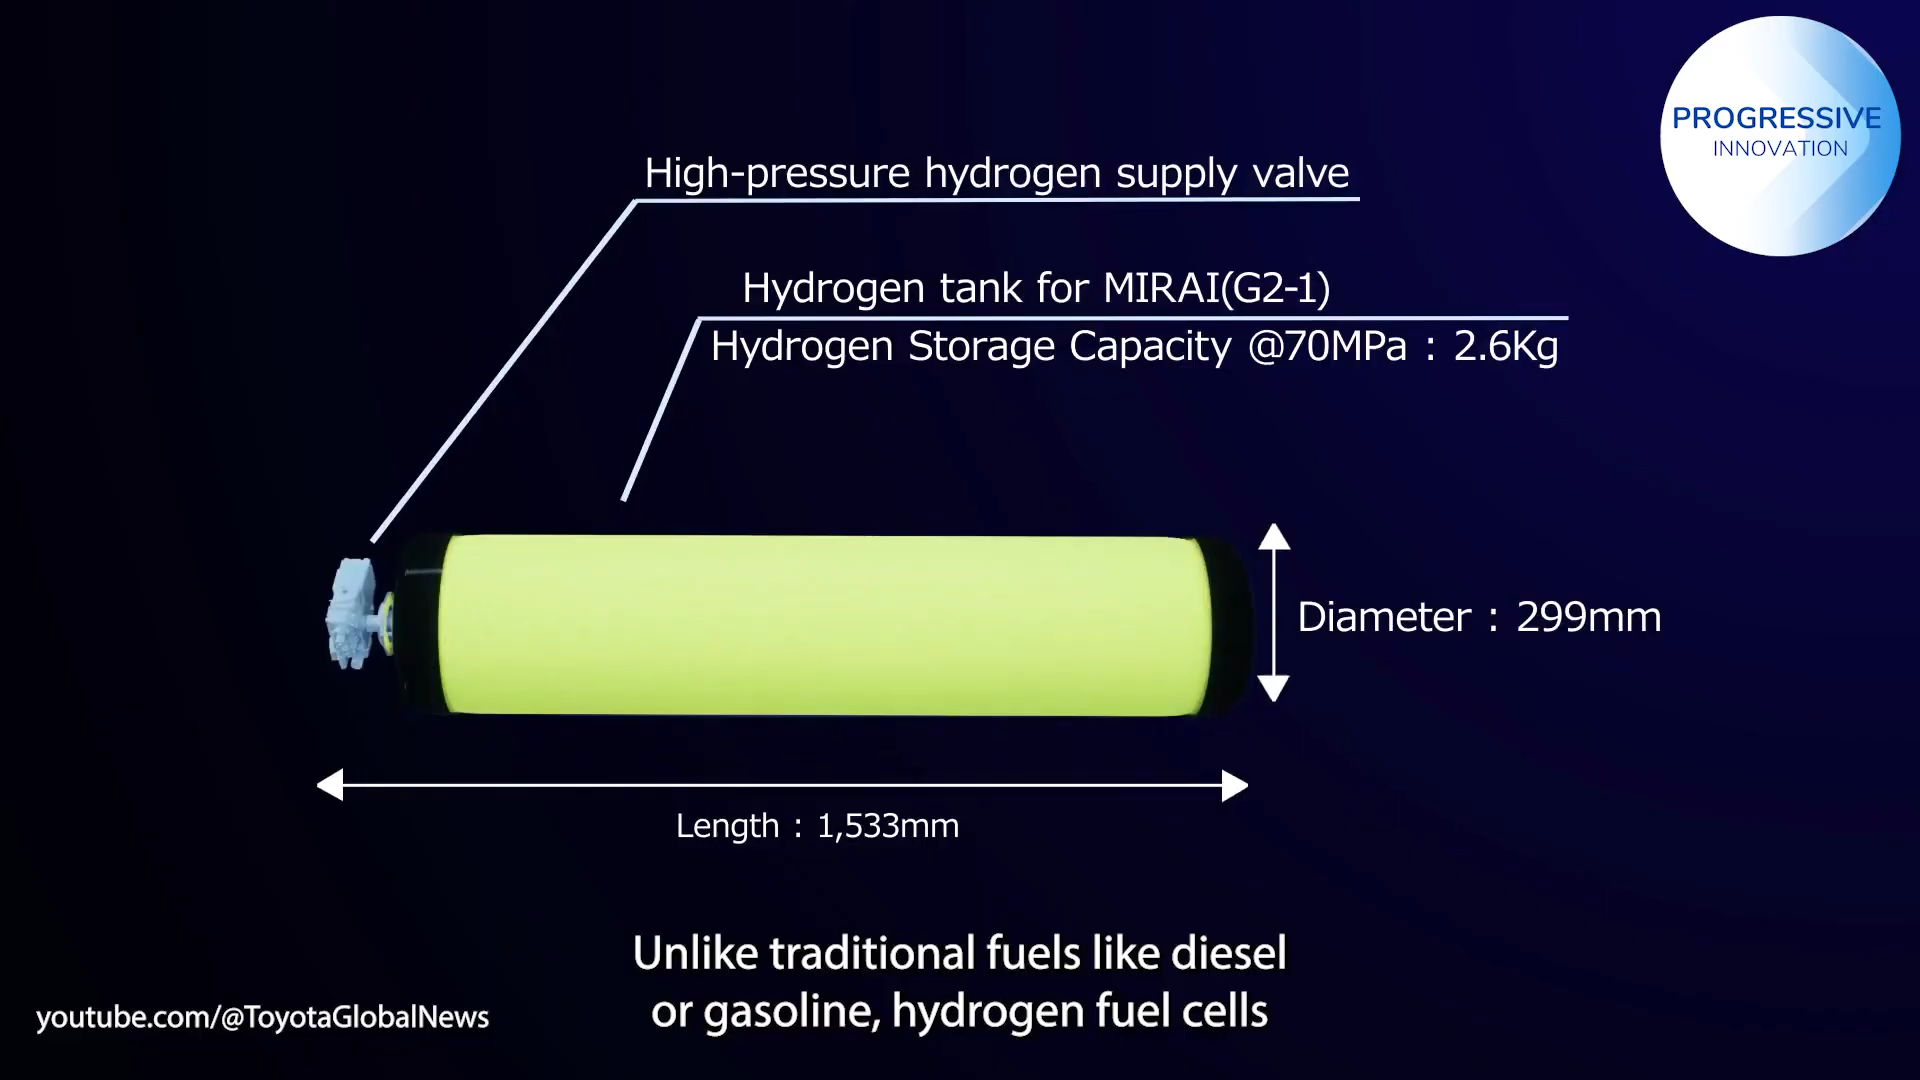 PROGRESSIVE
INNOVATION
High-pressure hydrogen supply valve
Hydrogen tank for MIRAI(G2-1)
Hydrogen Storage Capacity @70MPa : 2.6Kg
Diameter : 299mm
Length : 1,533mm
Unlike traditional fuels like diesel
or gasoline, hydrogen fuel cells
youtube.com/@ToyotaGlobalNews